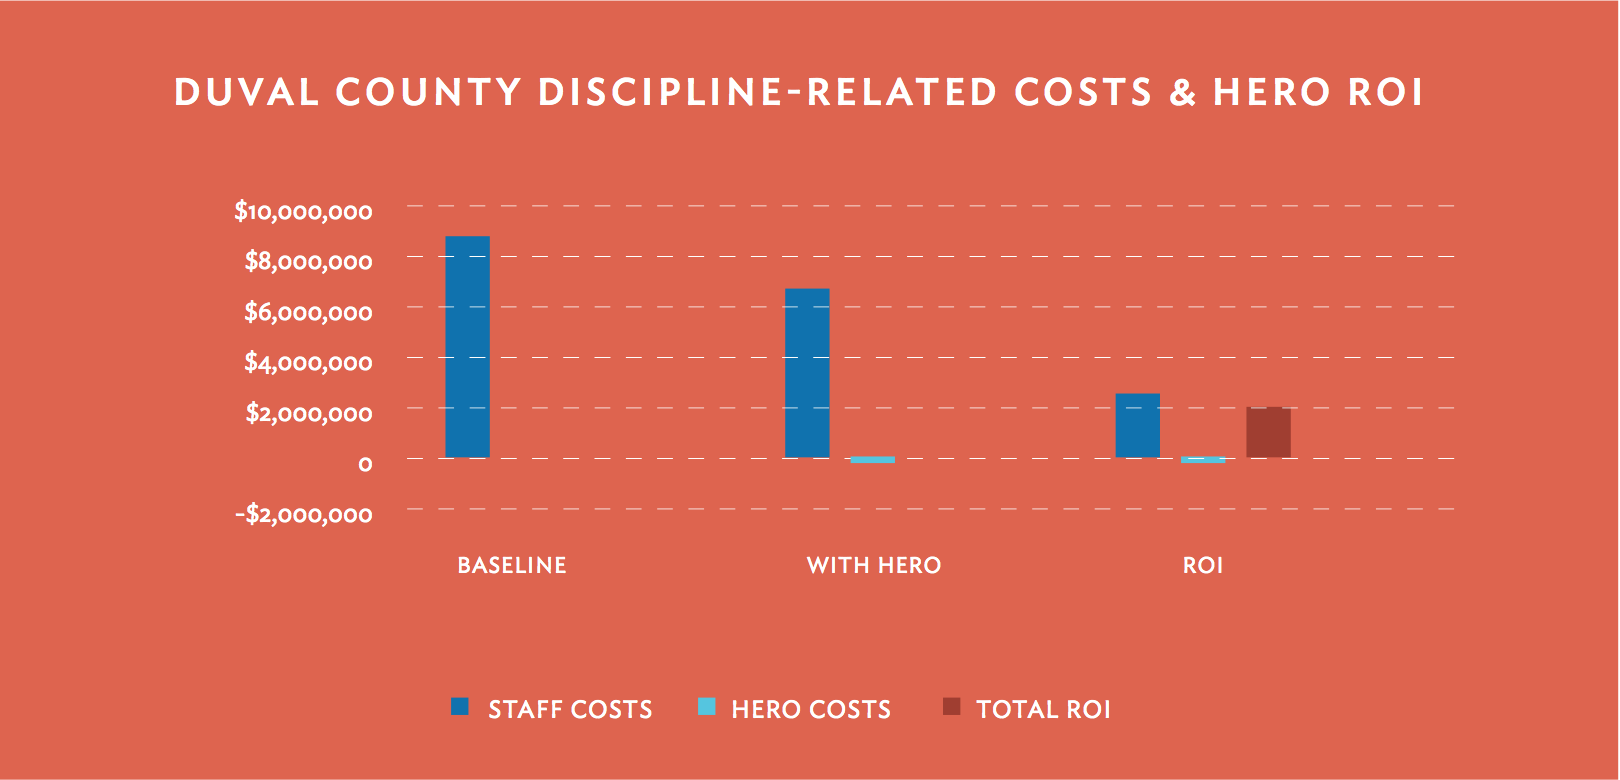 DUVAL COUNTY DISCIPLINE-RELATED COSTS & HERO ROI
$10,000,000
$8,000,000
$6,000,000
$4,000,000
$2,000,000
0
-$2,000,000
BASELINE WITH HERO ROI
STAFF COSTS HERO COSTS TOTAL ROI